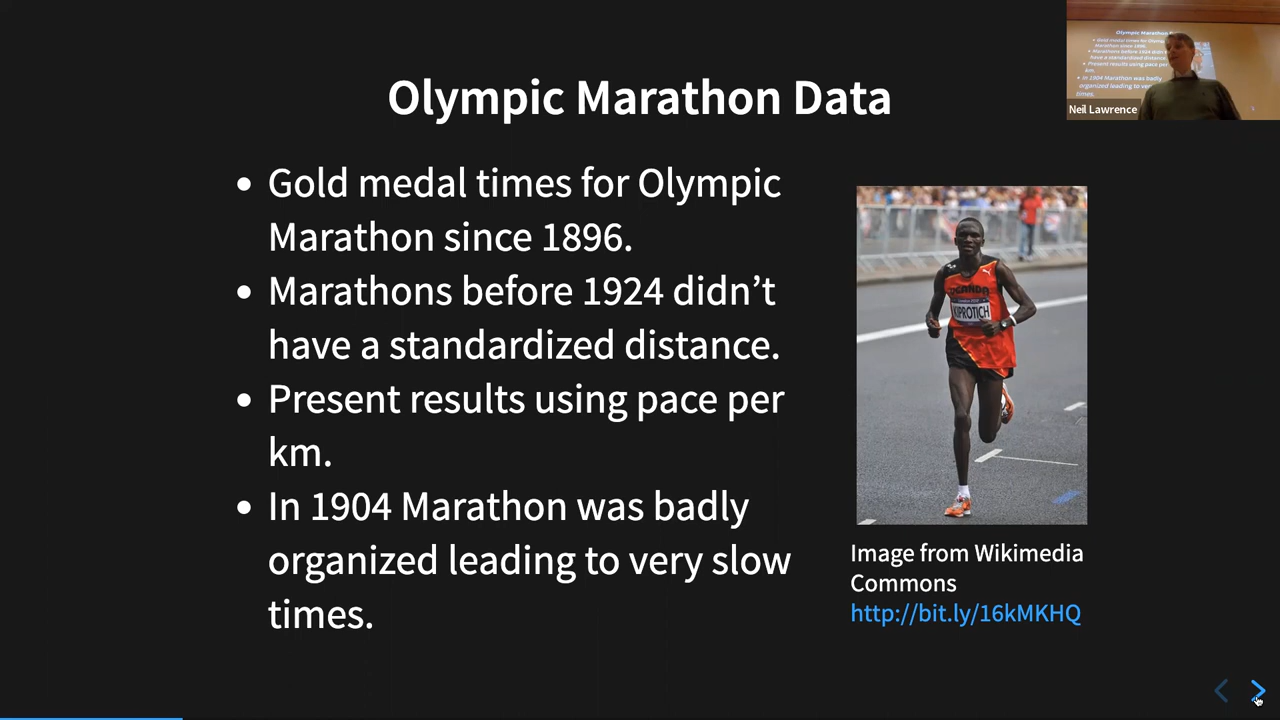 Olympic Marathon Data
• Gold medal times for Olympic
Marathon since 1896.
• Marathons before 1924 didn't
have a standardized distance.
• Present results using pace per
km.
• In 1904 Marathon was badly
organized leading to very slow
times.
UGANDA
KIPROTICH
Image from Wikimedia
Commons
http://bit.ly/16kMKHQ
Neil Lawrence